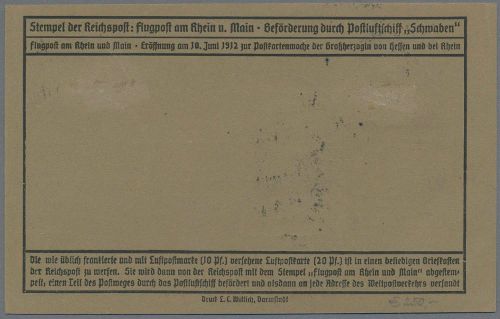 Stempel der Reichspost: Flugpost am Rhein u. Main · Beförderung durch Postluftschiff „Schwaben“
Flugpost am Rhein und Main · Eröffnung am 10. Juni 1912 zur Postkartenwoche der Großherzogin von Hessen und bei Rhein
Die wie üblich frankierte und mit Luftpostmarke (10 Pf.) versehene Luftpostkarte (20 Pf.) ist in einen beliebigen Briefkasten
der Reichspost zu werfen. Sie wird dann von der Reichspost mit dem Stempel „Flugpost am Rhein und Main“ abgestem-
pelt, einen Teil des Postweges durch das Postluftschiff befördert und alsdann an jede Adresse des Weltpostverkehrs versandt
Druck L. C. Wittich, Darmstadt
€ 250,-